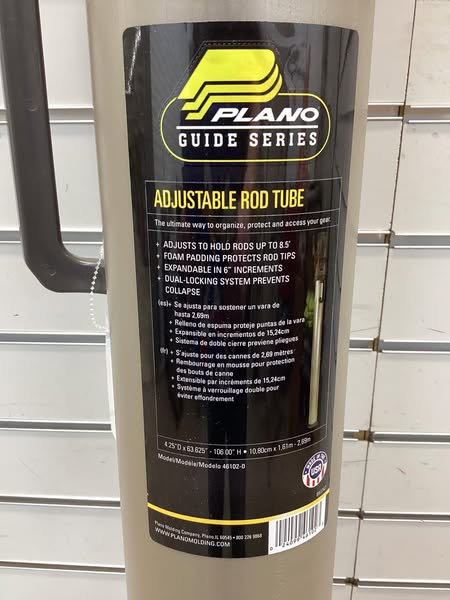 PLANO
GUIDE SERIES
ADJUSTABLE ROD TUBE
The ultimate way to organize, protect and access your gear.
+ ADJUSTS TO HOLD RODS UP TO 8.5'
+ FOAM PADDING PROTECTS ROD TIPS
+ EXPANDABLE IN 6" INCREMENTS
+ DUAL-LOCKING SYSTEM PREVENTS
COLLAPSE
(es)+ Se ajusta para sostener un vara de
hasta 2,69m
+ Relleno de espuma proteje puntas de la vara
+ Expansible en incrementos de 15,24cm
+ Sistema de doble cierre previene pliegues
(fr) + S'ajuste pour des cannes de 2,69 mètres
+ Rembourrage en mousse pour protection
des bouts de canne
+ Extensible par incréments de 15,24cm
+ Système à verrouillage double pour
éviter effondrement
4.25"D x 63.625" - 106.00" H • 10,80cm x 1,61m - 2,69m
Model/Modèle/Modelo 46102-0
USA
Plano Molding Company, Plano, IL 60545 • 800 226 9868
WWW.PLANOMOLDING.COM